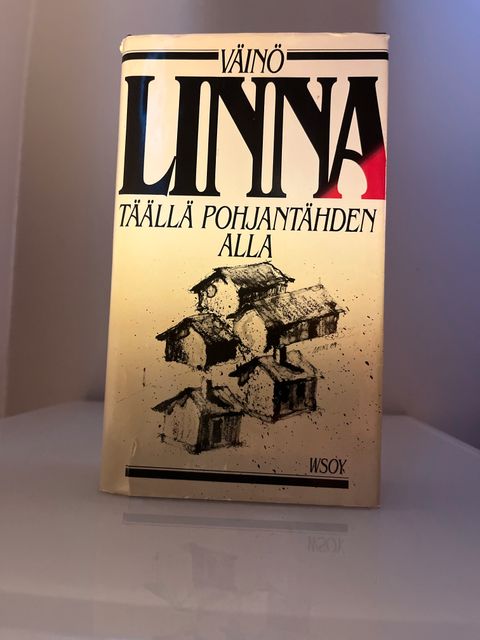 VÄINÖ
LINNA
TÄÄLLÄ POHJANTÄHDEN
ALLA
WSOY